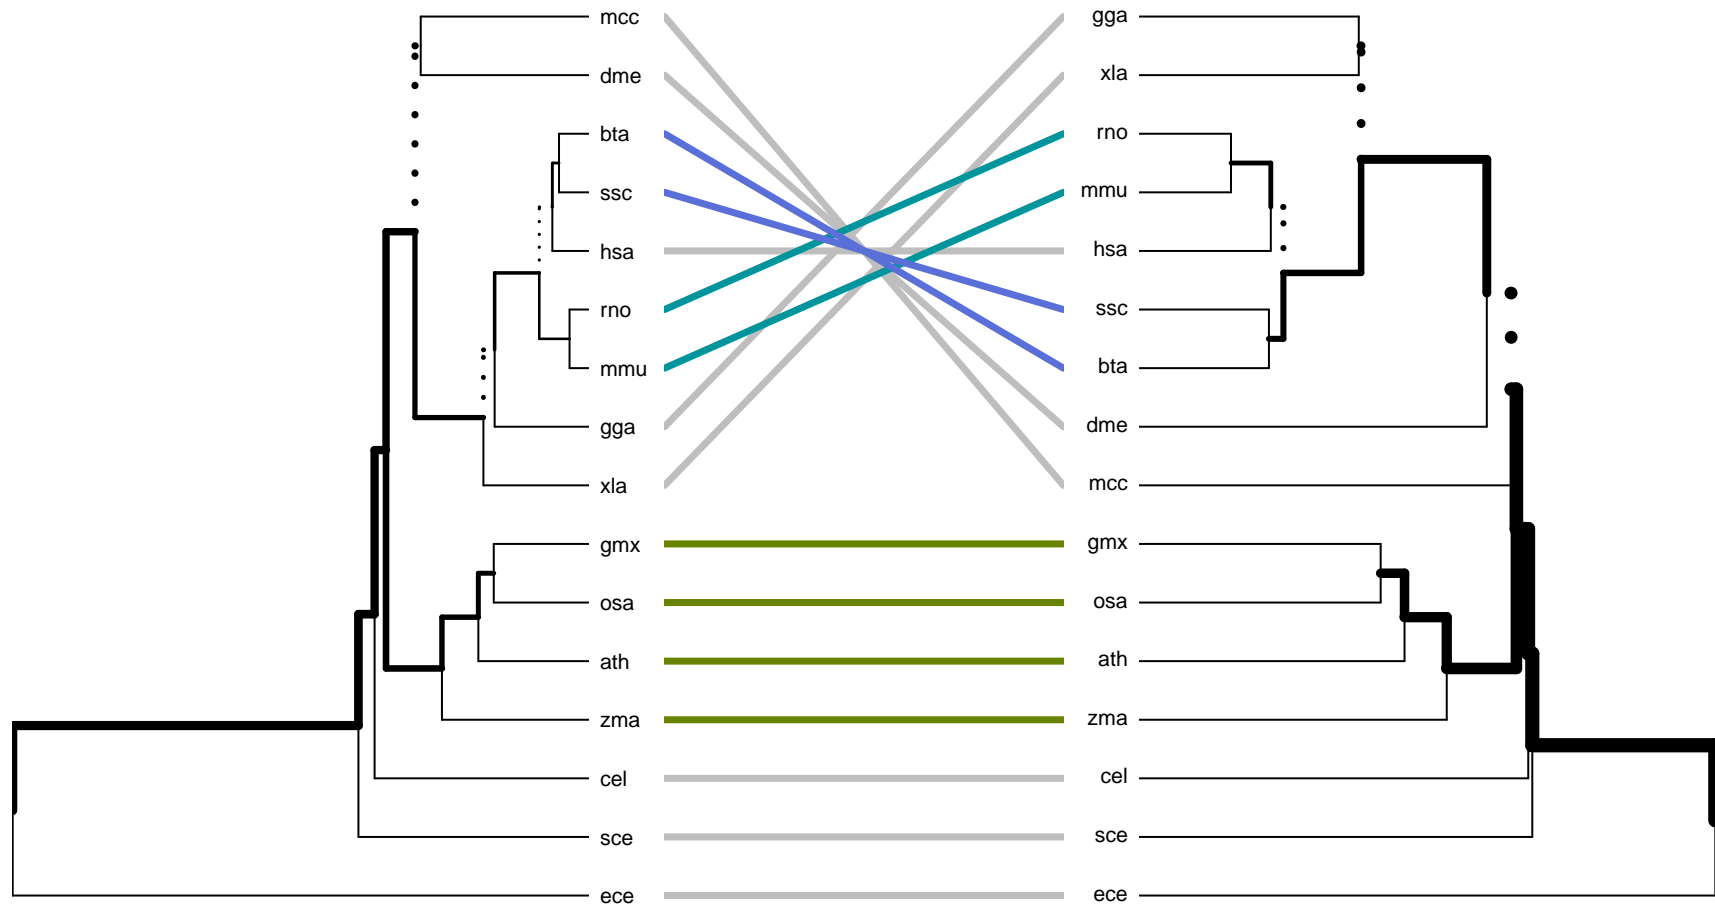 mcc gga
dme xla
bta rno
ssc mmu
hsa hsa
rno ssc
mmu bta
gga dme
xla mcc
gmx gmx
osa osa
ath ath
zma zma
cel cel
sce sce
ece ece